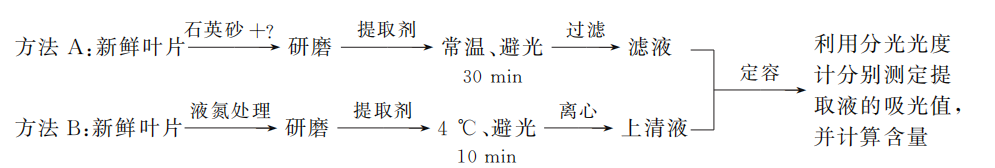 方法 A:新鲜叶片 石英砂+? 研磨 提取剂 常温、避光 过滤 滤液
30 min
方法 B:新鲜叶片 液氮处理 研磨 提取剂 4 ℃、避光 离心 上清液
10 min
定容
利用分光光度
计分别测定提
取液的吸光值,
并计算含量